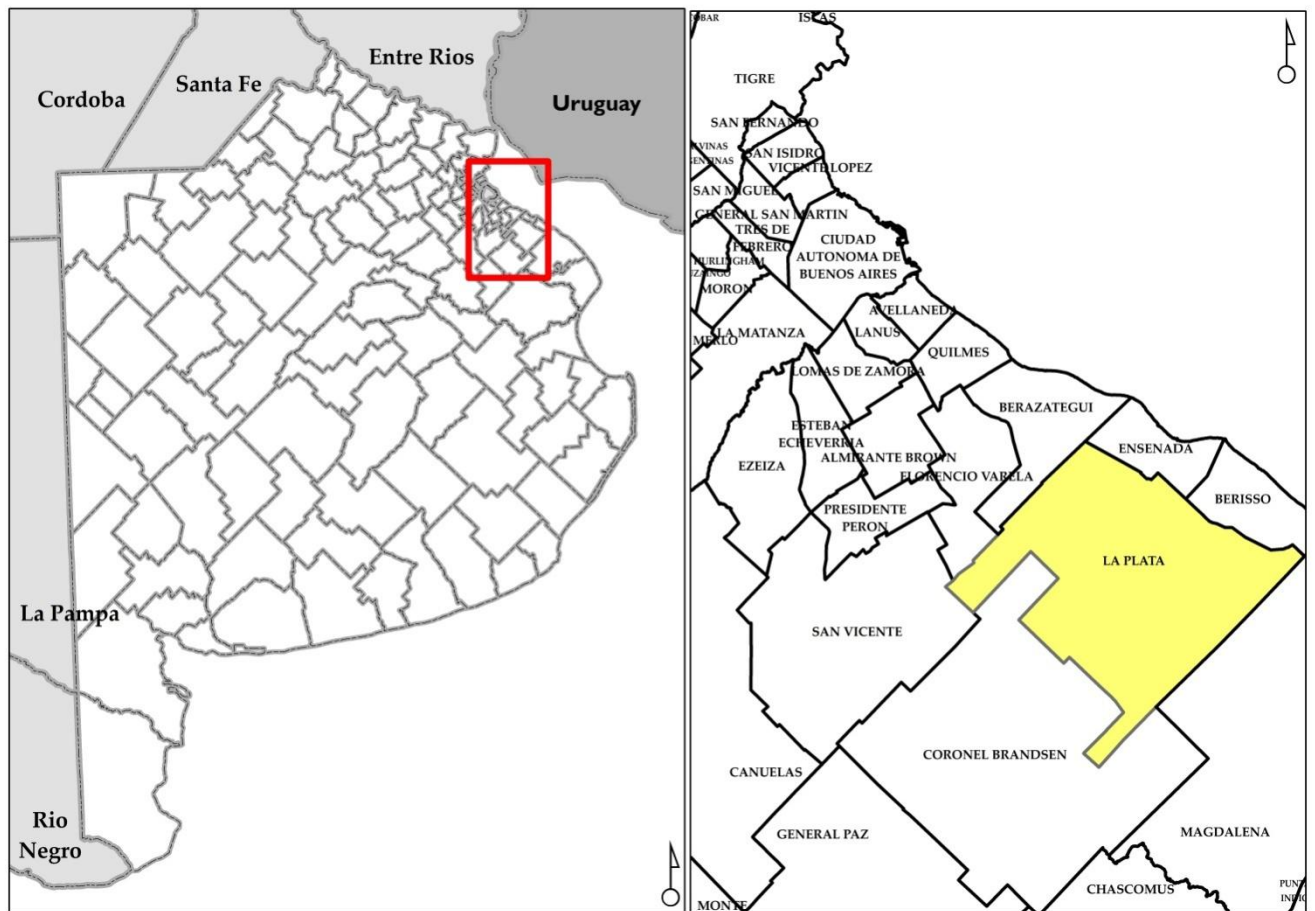 Entre Rios
Santa Fe
Cordoba
Uruguay
La Pampa
Rio
Negro
ISLAS
TIGRE
SAN FERNANDO
SAN ISIDRO
VICENTE LOPEZ
SAN MIGUEL
GENERAL SAN MARTIN
TRES DE
FEBRERO
CIUDAD
AUTONOMA DE
BUENOS AIRES
HURLINGHAM
MORON
AVELLANEDA
LA MATANZA
LANUS
MERLO
QUILMES
LOMAS DE ZAMORA
BERAZATEGUI
ESTEBAN
ECHEVERRIA
ENSENADA
ALMIRANTE BROWN
EZEIZA
FLORENCIO VARELA
BERISSO
PRESIDENTE
PERON
LA PLATA
SAN VICENTE
CORONEL BRANDSEN
CANUELAS
GENERAL PAZ
MAGDALENA
CHASCOMUS
MONTE